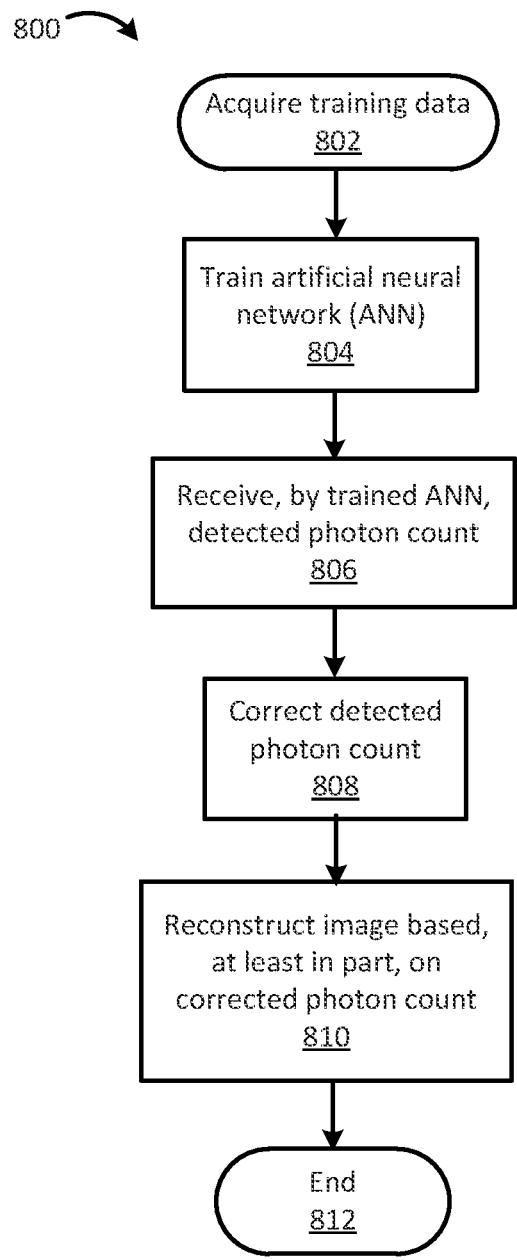 800
Acquire training data
802
Train artificial neural
network (ANN)
804
Receive, by trained ANN,
detected photon count
806
Correct detected
photon count
808
Reconstruct image based,
at least in part, on
corrected photon count
810
End
812